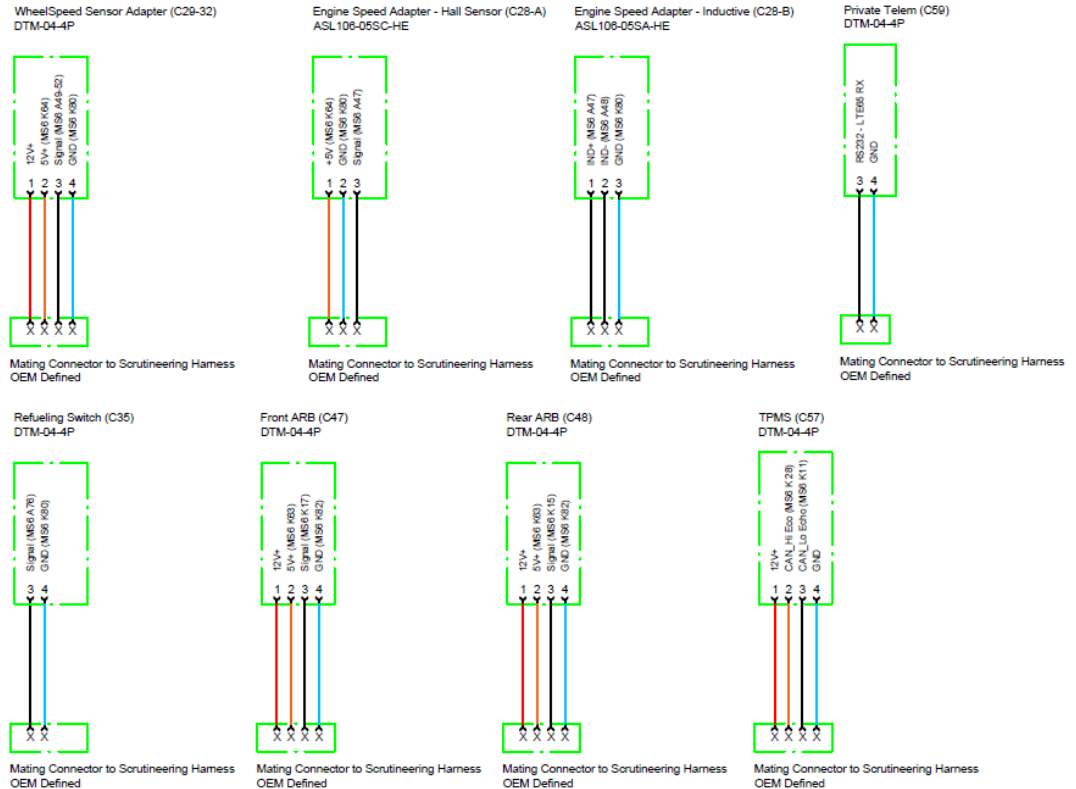 WheelSpeed Sensor Adapter (C29-32)
DTM-04-4P
12V+
5V+ (MS6 K64)
Signal (MS6 A49-52)
GND (MS6 K80)
1 2 3 4
X X X X
Mating Connector to Scrutineering Harness
OEM Defined
Engine Speed Adapter - Hall Sensor (C28-A)
ASL106-05SC-HE
+5V (MS6 K64)
GND (MS6 K80)
Signal (MS6 A47)
1 2 3
X X X
Mating Connector to Scrutineering Harness
OEM Defined
Engine Speed Adapter - Inductive (C28-B)
ASL106-05SA-HE
IND+ (MS6 A47)
IND- (MS6 A48)
GND (MS6 K80)
1 2 3
X X X
Mating Connector to Scrutineering Harness
OEM Defined
Private Telem (C59)
DTM-04-4P
RS232 - LTE65 RX
GND
3 4
X X
Mating Connector to Scrutineering Harness
OEM Defined
Refueling Switch (C35)
DTM-04-4P
Signal (MS6 A76)
GND (MS6 K80)
3 4
X X
Mating Connector to Scrutineering Harness
OEM Defined
Front ARB (C47)
DTM-04-4P
12V+
5V+ (MS6 K63)
Signal (MS6 K17)
GND (MS6 K82)
1 2 3 4
X X X X
Mating Connector to Scrutineering Harness
OEM Defined
Rear ARB (C48)
DTM-04-4P
12V+
5V+ (MS6 K63)
Signal (MS6 K15)
GND (MS6 K82)
1 2 3 4
X X X X
Mating Connector to Scrutineering Harness
OEM Defined
TPMS (C57)
DTM-04-4P
12V+
CAN_Hi Eco (MS6 K28)
CAN_Lo Echo (MS6 K11)
GND
1 2 3 4
X X X X
Mating Connector to Scrutineering Harness
OEM Defined